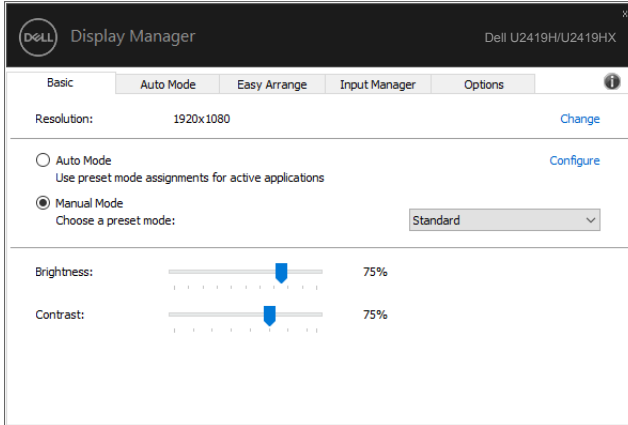 x
DELL Display Manager Dell U2419H/U2419HX
Basic Auto Mode Easy Arrange Input Manager Options i
Resolution: 1920x1080 Change
Auto Mode Configure
Use preset mode assignments for active applications
Manual Mode
Choose a preset mode: Standard
Brightness: 75%
Contrast: 75%